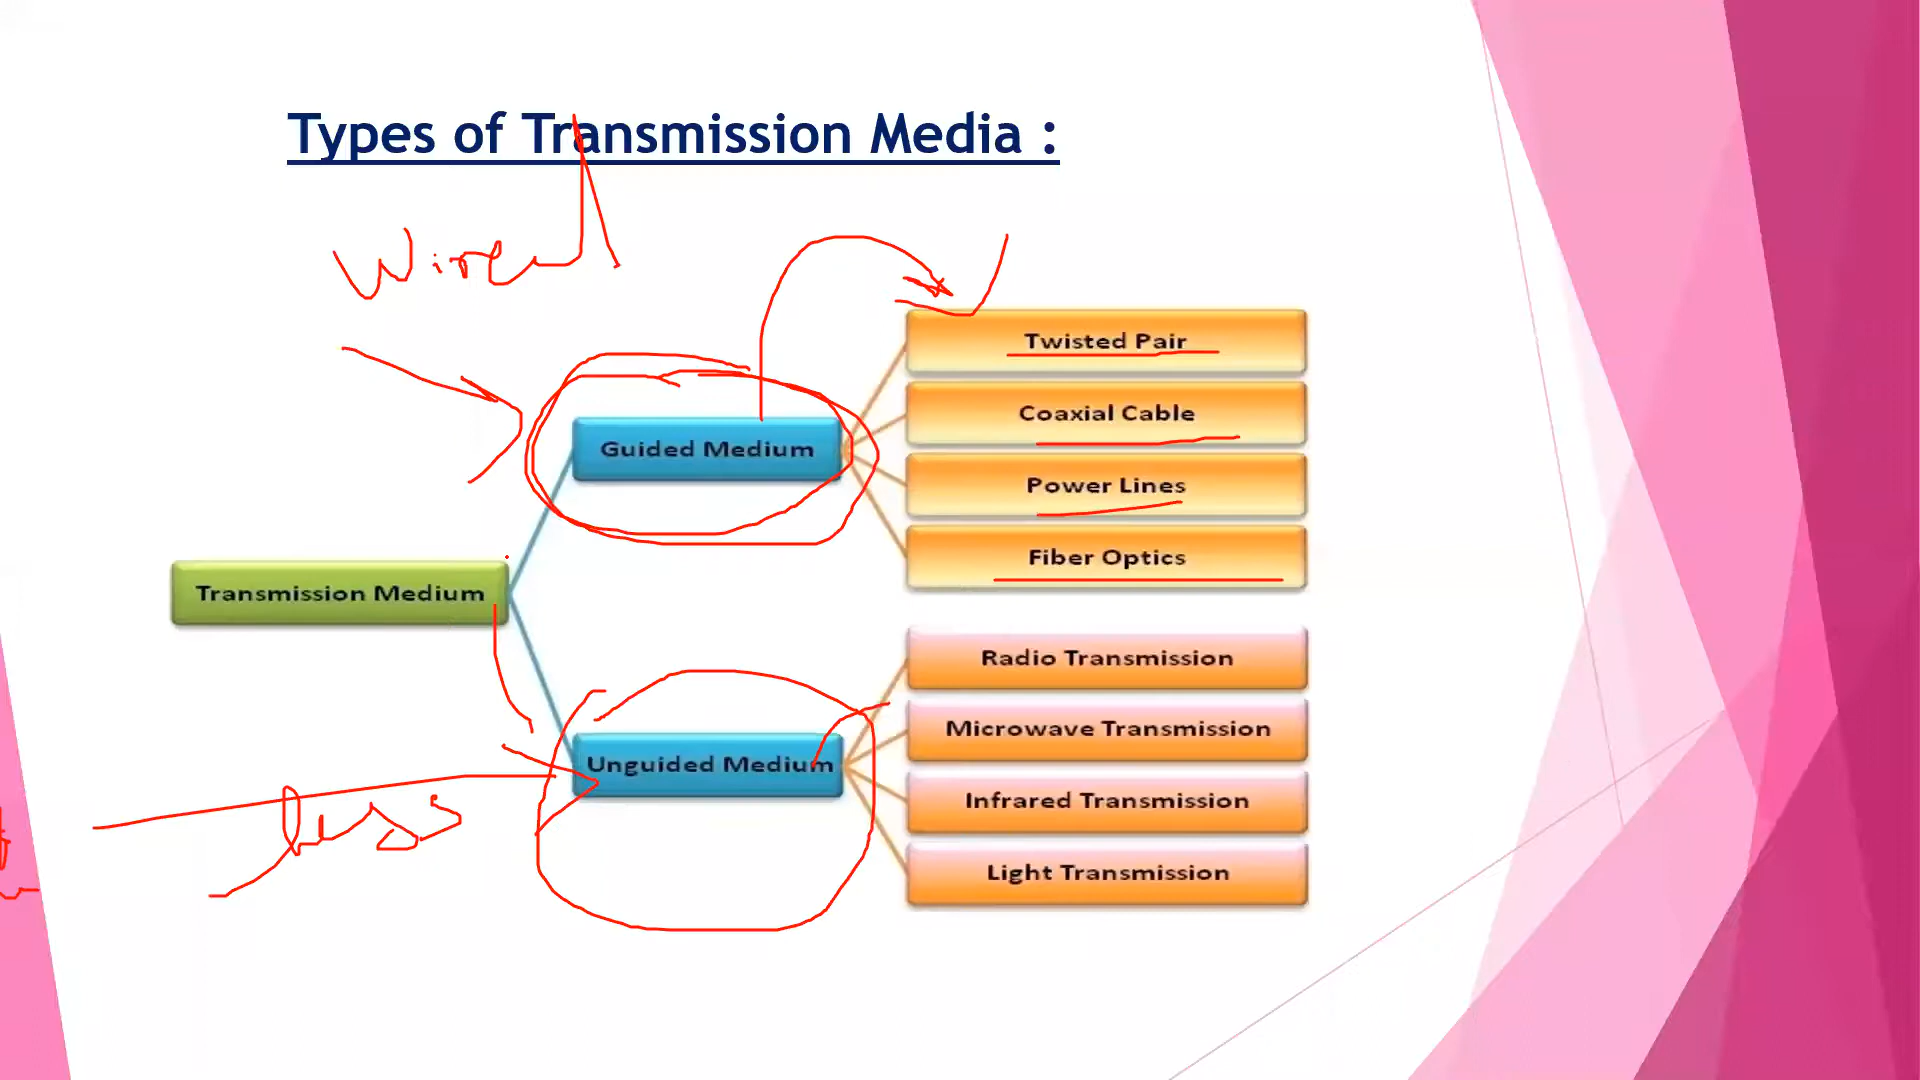 Types of Transmission Media :
Wired
Twisted Pair
Coaxial Cable
Guided Medium
Power Lines
Fiber Optics
Transmission Medium
Radio Transmission
Microwave Transmission
Unguided Medium
Infrared Transmission
less
Light Transmission